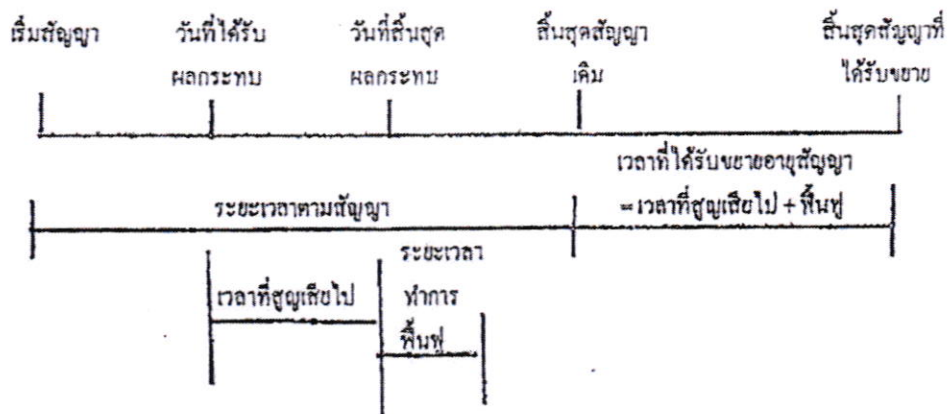 เริ่มสัญญา วันที่ได้รับ วันที่สิ้นสุด สิ้นสุดสัญญา สิ้นสุดสัญญาที่
ผลกระทบ ผลกระทบ เดิม ได้รับขยาย
เวลาที่ได้รับขยายอายุสัญญา
ระยะเวลาตามสัญญา = เวลาที่สูญเสียไป + ฟื้นฟู
ระยะเวลา
เวลาที่สูญเสียไป ทำการ
ฟื้นฟู